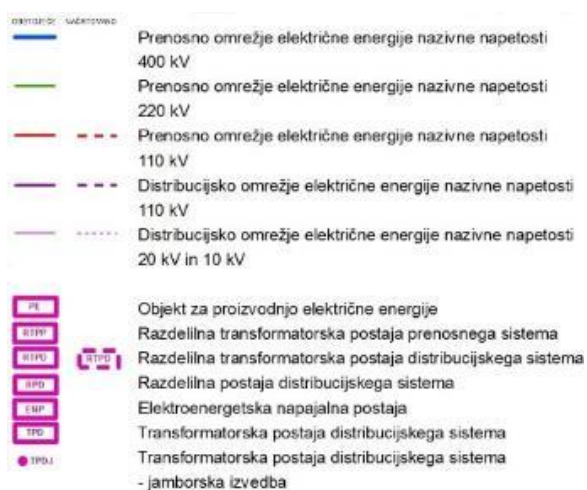 OBSTOJEČE NAČRTOVANO
Prenosno omrežje električne energije nazivne napetosti
400 kV
Prenosno omrežje električne energije nazivne napetosti
220 kV
Prenosno omrežje električne energije nazivne napetosti
110 kV
Distribucijsko omrežje električne energije nazivne napetosti
110 kV
Distribucijsko omrežje električne energije nazivne napetosti
20 kV in 10 kV
PE Objekt za proizvodnjo električne energije
RTPP Razdelilna transformatorska postaja prenosnega sistema
RTPD RTPD Razdelilna transformatorska postaja distribucijskega sistema
RPD Razdelilna postaja distribucijskega sistema
ENP Elektroenergetska napajalna postaja
TPD Transformatorska postaja distribucijskega sistema
TPDJ Transformatorska postaja distribucijskega sistema
- jamborska izvedba